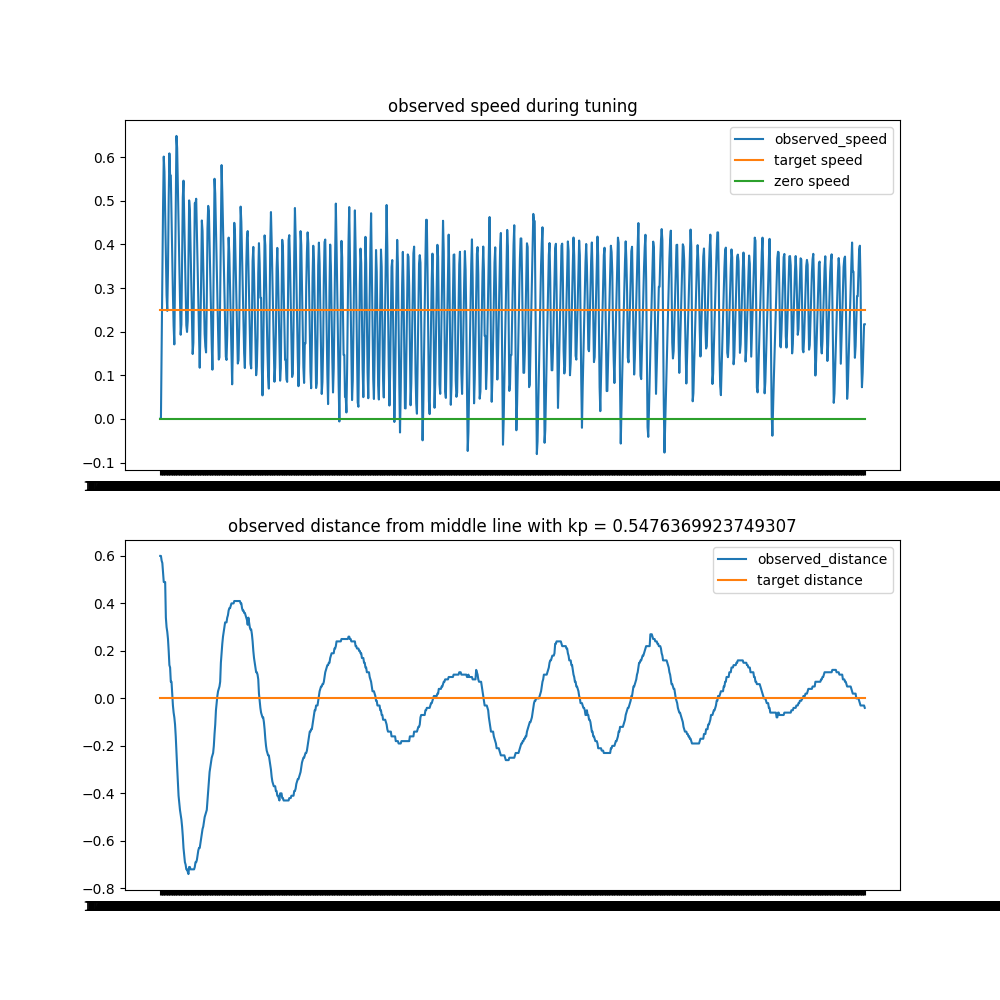 observed speed during tuning
observed_speed
target speed
zero speed
0.6
0.5
0.4
0.3
0.2
0.1
0.0
−0.1
observed distance from middle line with kp = 0.5476369923749307
observed_distance
target distance
0.6
0.4
0.2
0.0
−0.2
−0.4
−0.6
−0.8